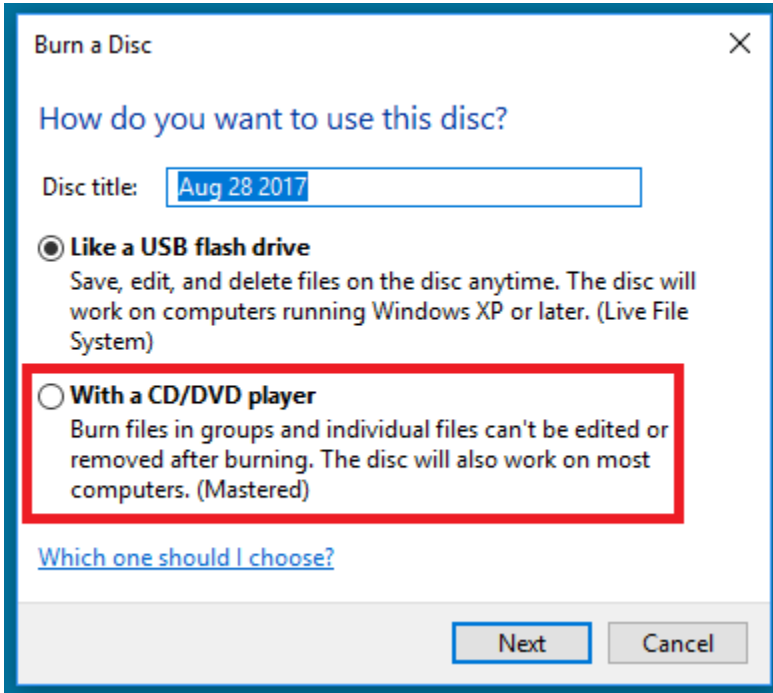 Burn a Disc
How do you want to use this disc?
Disc title: Aug 28 2017
Like a USB flash drive
Save, edit, and delete files on the disc anytime. The disc will
work on computers running Windows XP or later. (Live File
System)
With a CD/DVD player
Burn files in groups and individual files can't be edited or
removed after burning. The disc will also work on most
computers. (Mastered)
Which one should I choose?
Next Cancel